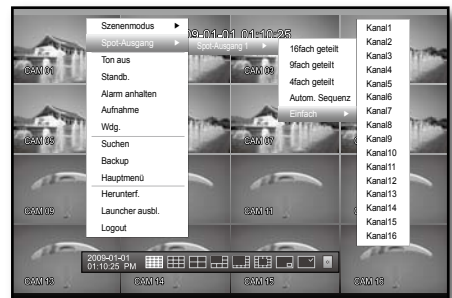 Szenenmodus
Spot-Ausgang
Ton aus
Standb.
Alarm anhalten
Aufnahme
Wdg.
Suchen
Backup
Hauptmenü
Herunterf.
Launcher ausbl.
Logout
Spot-Ausgang 1
16fach geteilt
9fach geteilt
4fach geteilt
Autom. Sequenz
Einfach
Kanal1
Kanal2
Kanal3
Kanal4
Kanal5
Kanal6
Kanal7
Kanal8
Kanal9
Kanal10
Kanal11
Kanal12
Kanal13
Kanal14
Kanal15
Kanal16
09-01-01 01:10:25
CAM 01
CAM 03
CAM 05
CAM 07
CAM 09
CAM 11
CAM 13
CAM 14
CAM 15
CAM 16
2009-01-01
01:10:25 PM